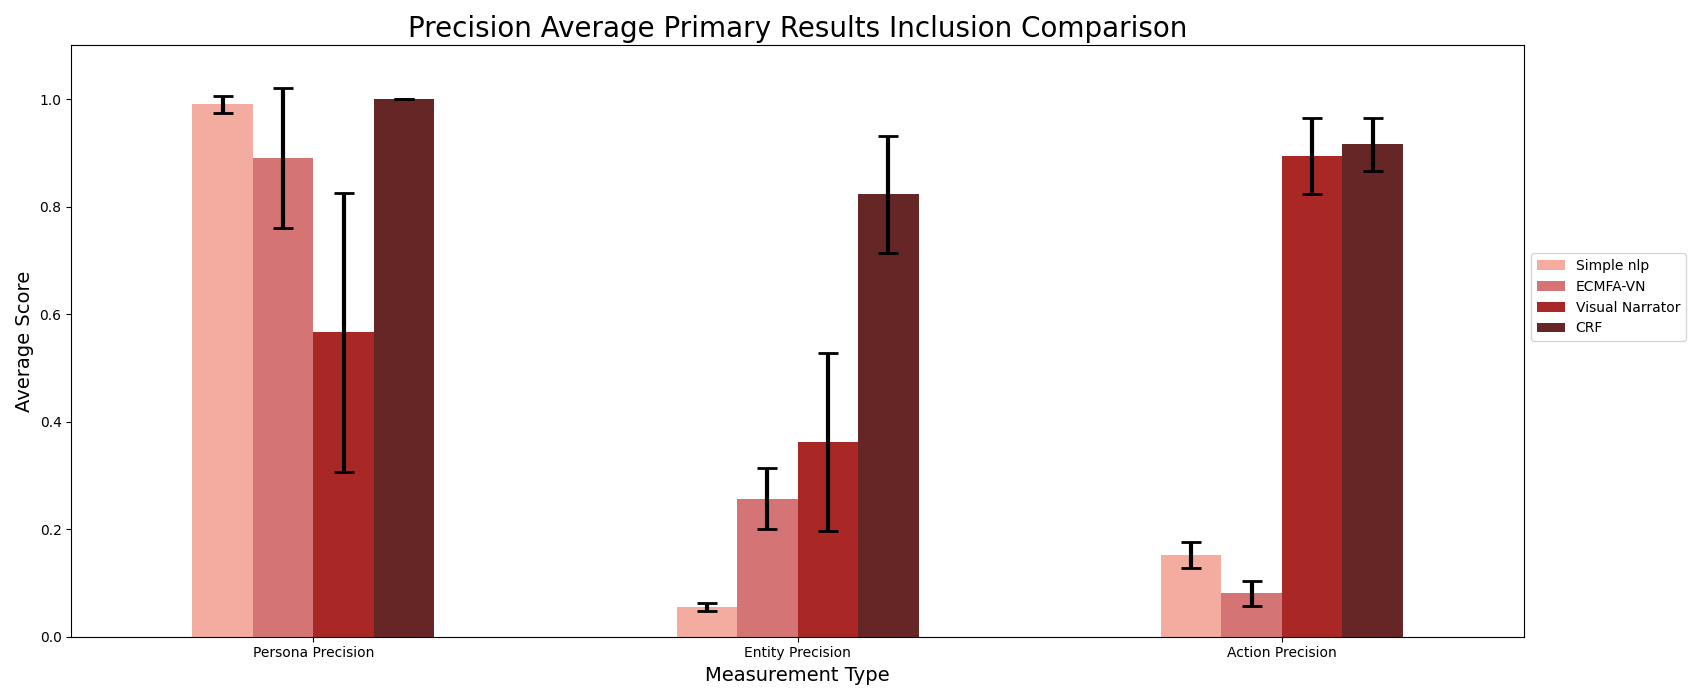 Precision Average Primary Results Inclusion Comparison
Average Score
1.0
0.8
0.6
0.4
0.2
0.0
Persona Precision
Entity Precision
Action Precision
Measurement Type
Simple nlp
ECMFA-VN
Visual Narrator
CRF